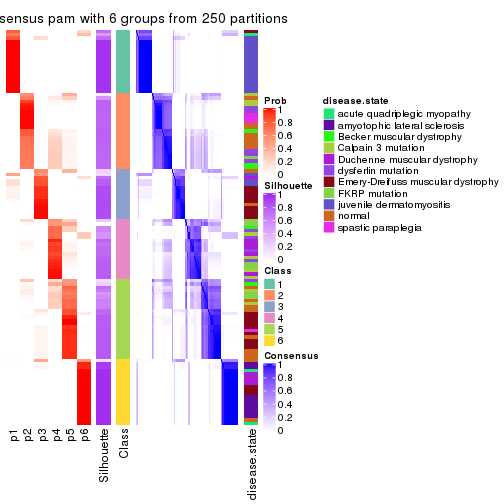 sensus pam with 6 groups from 250 partitions
Prob
1
0.8
0.6
0.4
0.2
0
Silhouette
1
0.8
0.6
0.4
0.2
0
Class
1
2
3
4
5
6
Consensus
1
0.8
0.6
0.4
0.2
0
disease.state
acute quadriplegic myopathy
amyotophic lateral sclerosis
Becker muscular dystrophy
Calpain 3 mutation
Duchenne muscular dystrophy
dysferlin mutation
Emery-Dreifuss muscular dystrophy
FKRP mutation
juvenile dermatomyositis
normal
spastic paraplegia
p1
p2
p3
p4
p5
p6
Silhouette
Class
disease.state